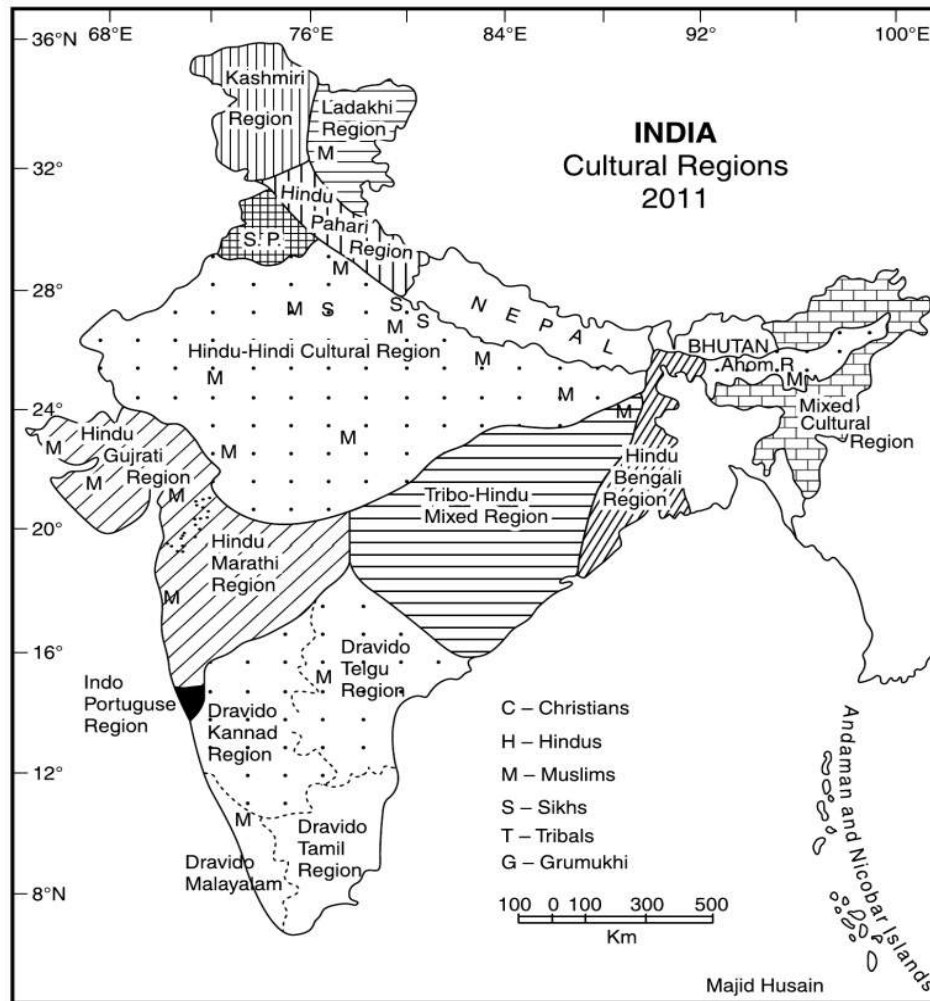 68°E 76°E 84°E 92° 100°E
36°N
32°
28°
24°
20°
16°
12°
8°N
INDIA
Cultural Regions
2011
Kashmiri
Region
Ladakhi
Region
M
Hindu
Pahari
Region
S. P.
M
M S
S
M S
Hindu-Hindi Cultural Region
M
M
M
M
M
M
NEPAL
BHUTAN
Ahom R
M
Mixed
Cultural
Region
Hindu
Gujrati
Region
M
M
M
Hindu
Marathi
Region
M
Tribo-Hindu
Mixed Region
Hindu
Bengali
Region
Indo
Portuguse
Region
Dravido
Telgu
Region
M
Dravido
Kannad
Region
M
Dravido
Tamil
Region
Dravido
Malayalam
C – Christians
H – Hindus
M – Muslims
S – Sikhs
T – Tribals
G – Grumukhi
100 0 100 300 500
Km
Andaman and Nicobar Islands
Majid Husain